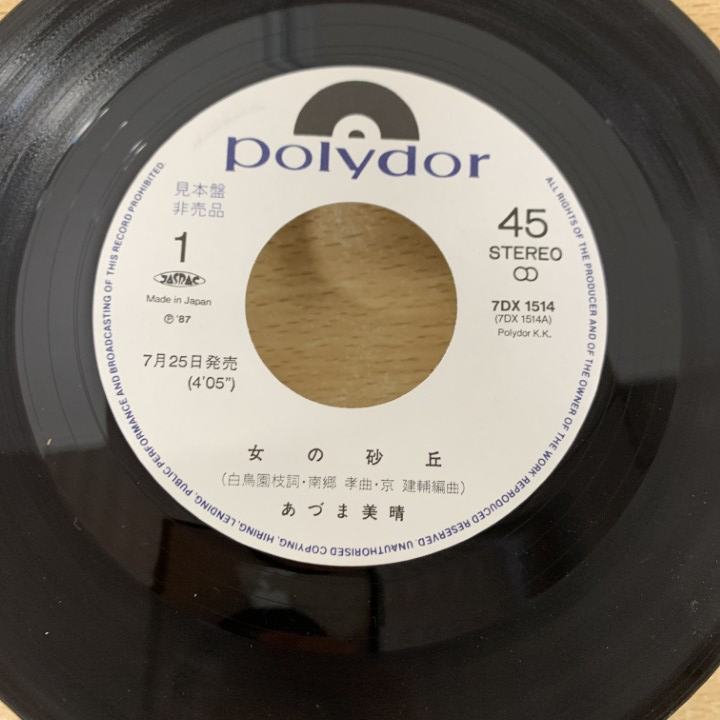 polydor
見本盤
非売品
1
JASRAC
Made in Japan
Ⓟ '87
7月25日発売
(4'05")
45
STEREO
7DX 1514
(7DX 1514A)
Polydor K.K.
女の砂丘
(白鳥園枝詞・南郷 孝曲・京 建輔編曲)
あづま美晴
ALL RIGHTS OF THE PRODUCER AND OF THE OWNER OF THE WORK REPRODUCED RESERVED. UNAUTHORISED COPYING, HIRING, LENDING, PUBLIC PERFORMANCE AND BROADCASTING OF THIS RECORD PROHIBITED.